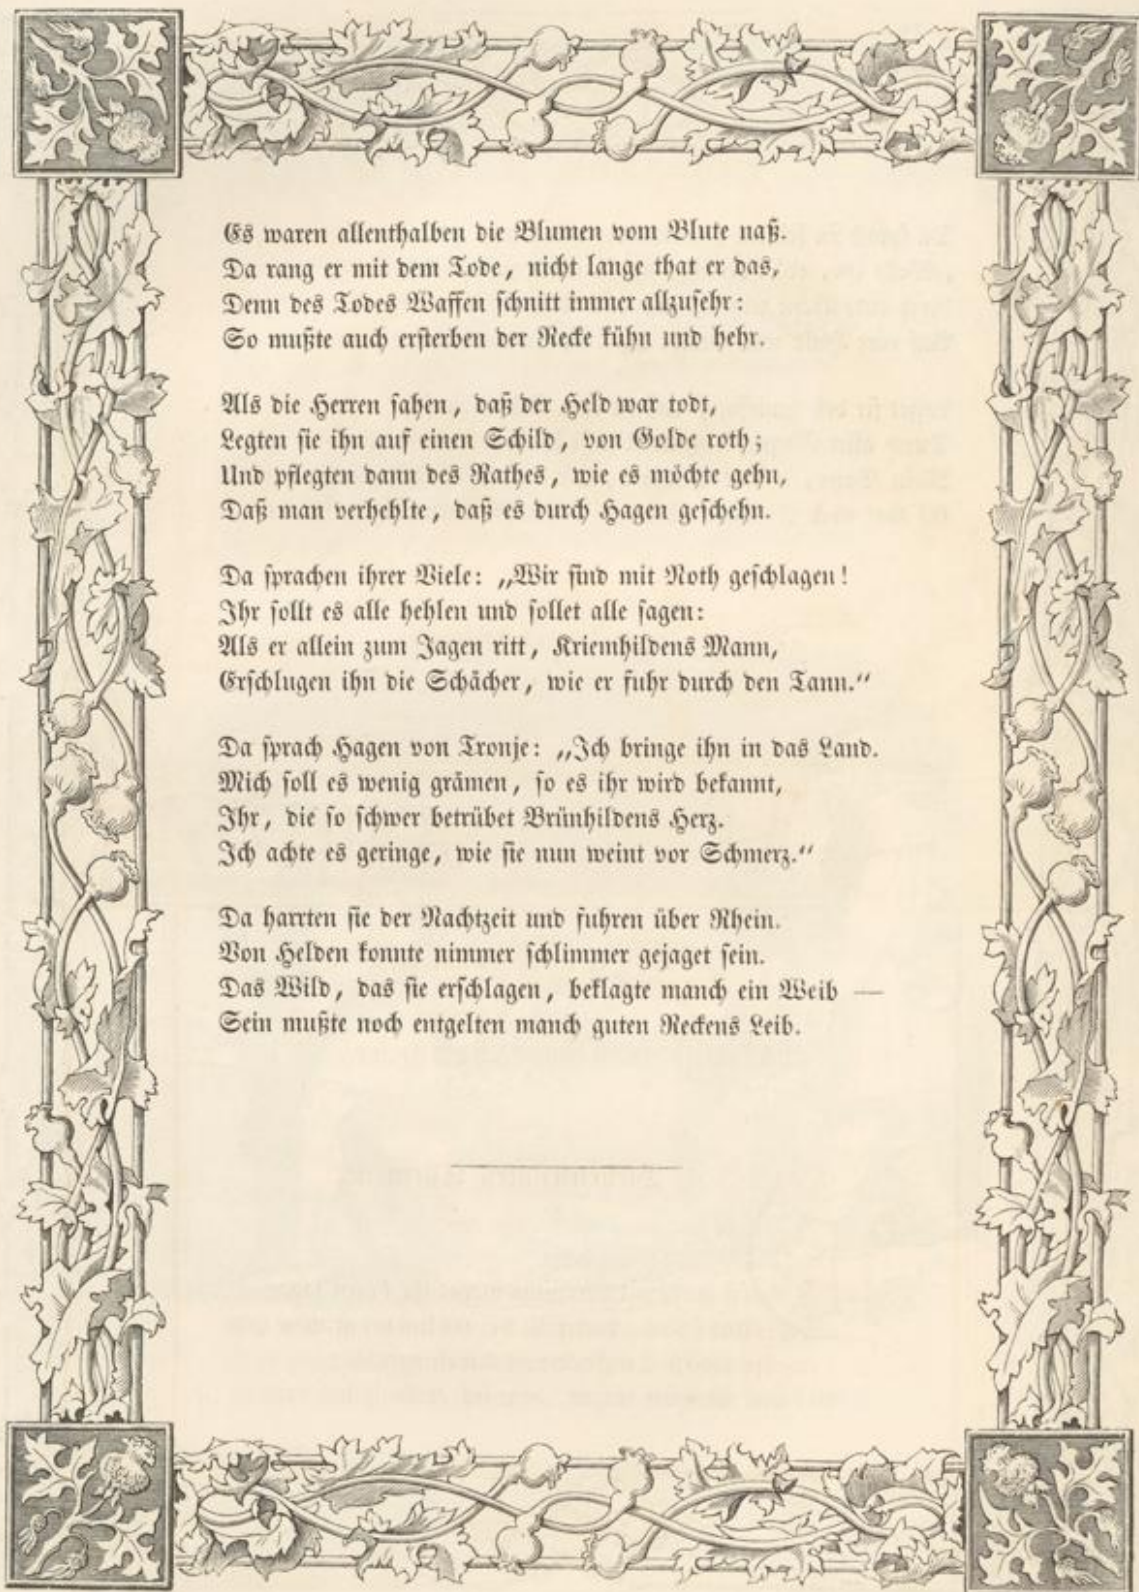 Es waren allenthalben die Blumen vom Blute naß.
Da rang er mit dem Tode, nicht lange that er das,
Denn des Todes Waffen schnitt immer allzusehr:
So mußte auch ersterben der Recke kühn und hehr.

Als die Herren sahen, daß der Held war todt,
Legten sie ihn auf einen Schild, von Golde roth;
Und pflegten dann des Rathes, wie es möchte gehn,
Daß man verhehlte, daß es durch Hagen geschehn.

Da sprachen ihrer Viele: „Wir sind mit Noth geschlagen!
Ihr sollt es alle hehlen und sollet alle sagen:
Als er allein zum Jagen ritt, Kriemhildens Mann,
Erschlugen ihn die Schächer, wie er fuhr durch den Tann.“

Da sprach Hagen von Tronje: „Ich bringe ihn in das Land.
Mich soll es wenig grämen, so es ihr wird bekannt,
Ihr, die so schwer betrübet Brünhildens Herz.
Ich achte es geringe, wie sie nun weint vor Schmerz.“

Da harrten sie der Nachtzeit und fuhren über Rhein.
Von Helden konnte nimmer schlimmer gejaget sein.
Das Wild, das sie erschlagen, beklagte manch ein Weib —
Sein mußte noch entgelten manch guten Reckens Leib.